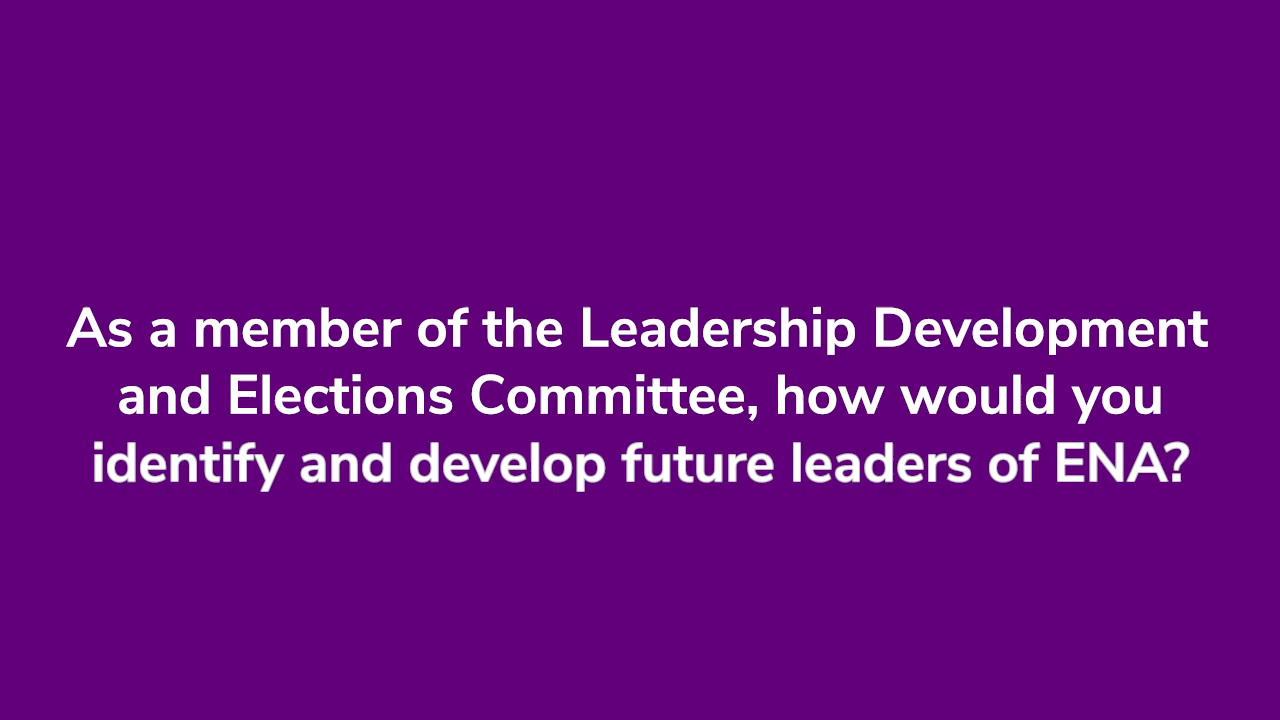 As a member of the Leadership Development
and Elections Committee, how would you
identify and develop future leaders of ENA?